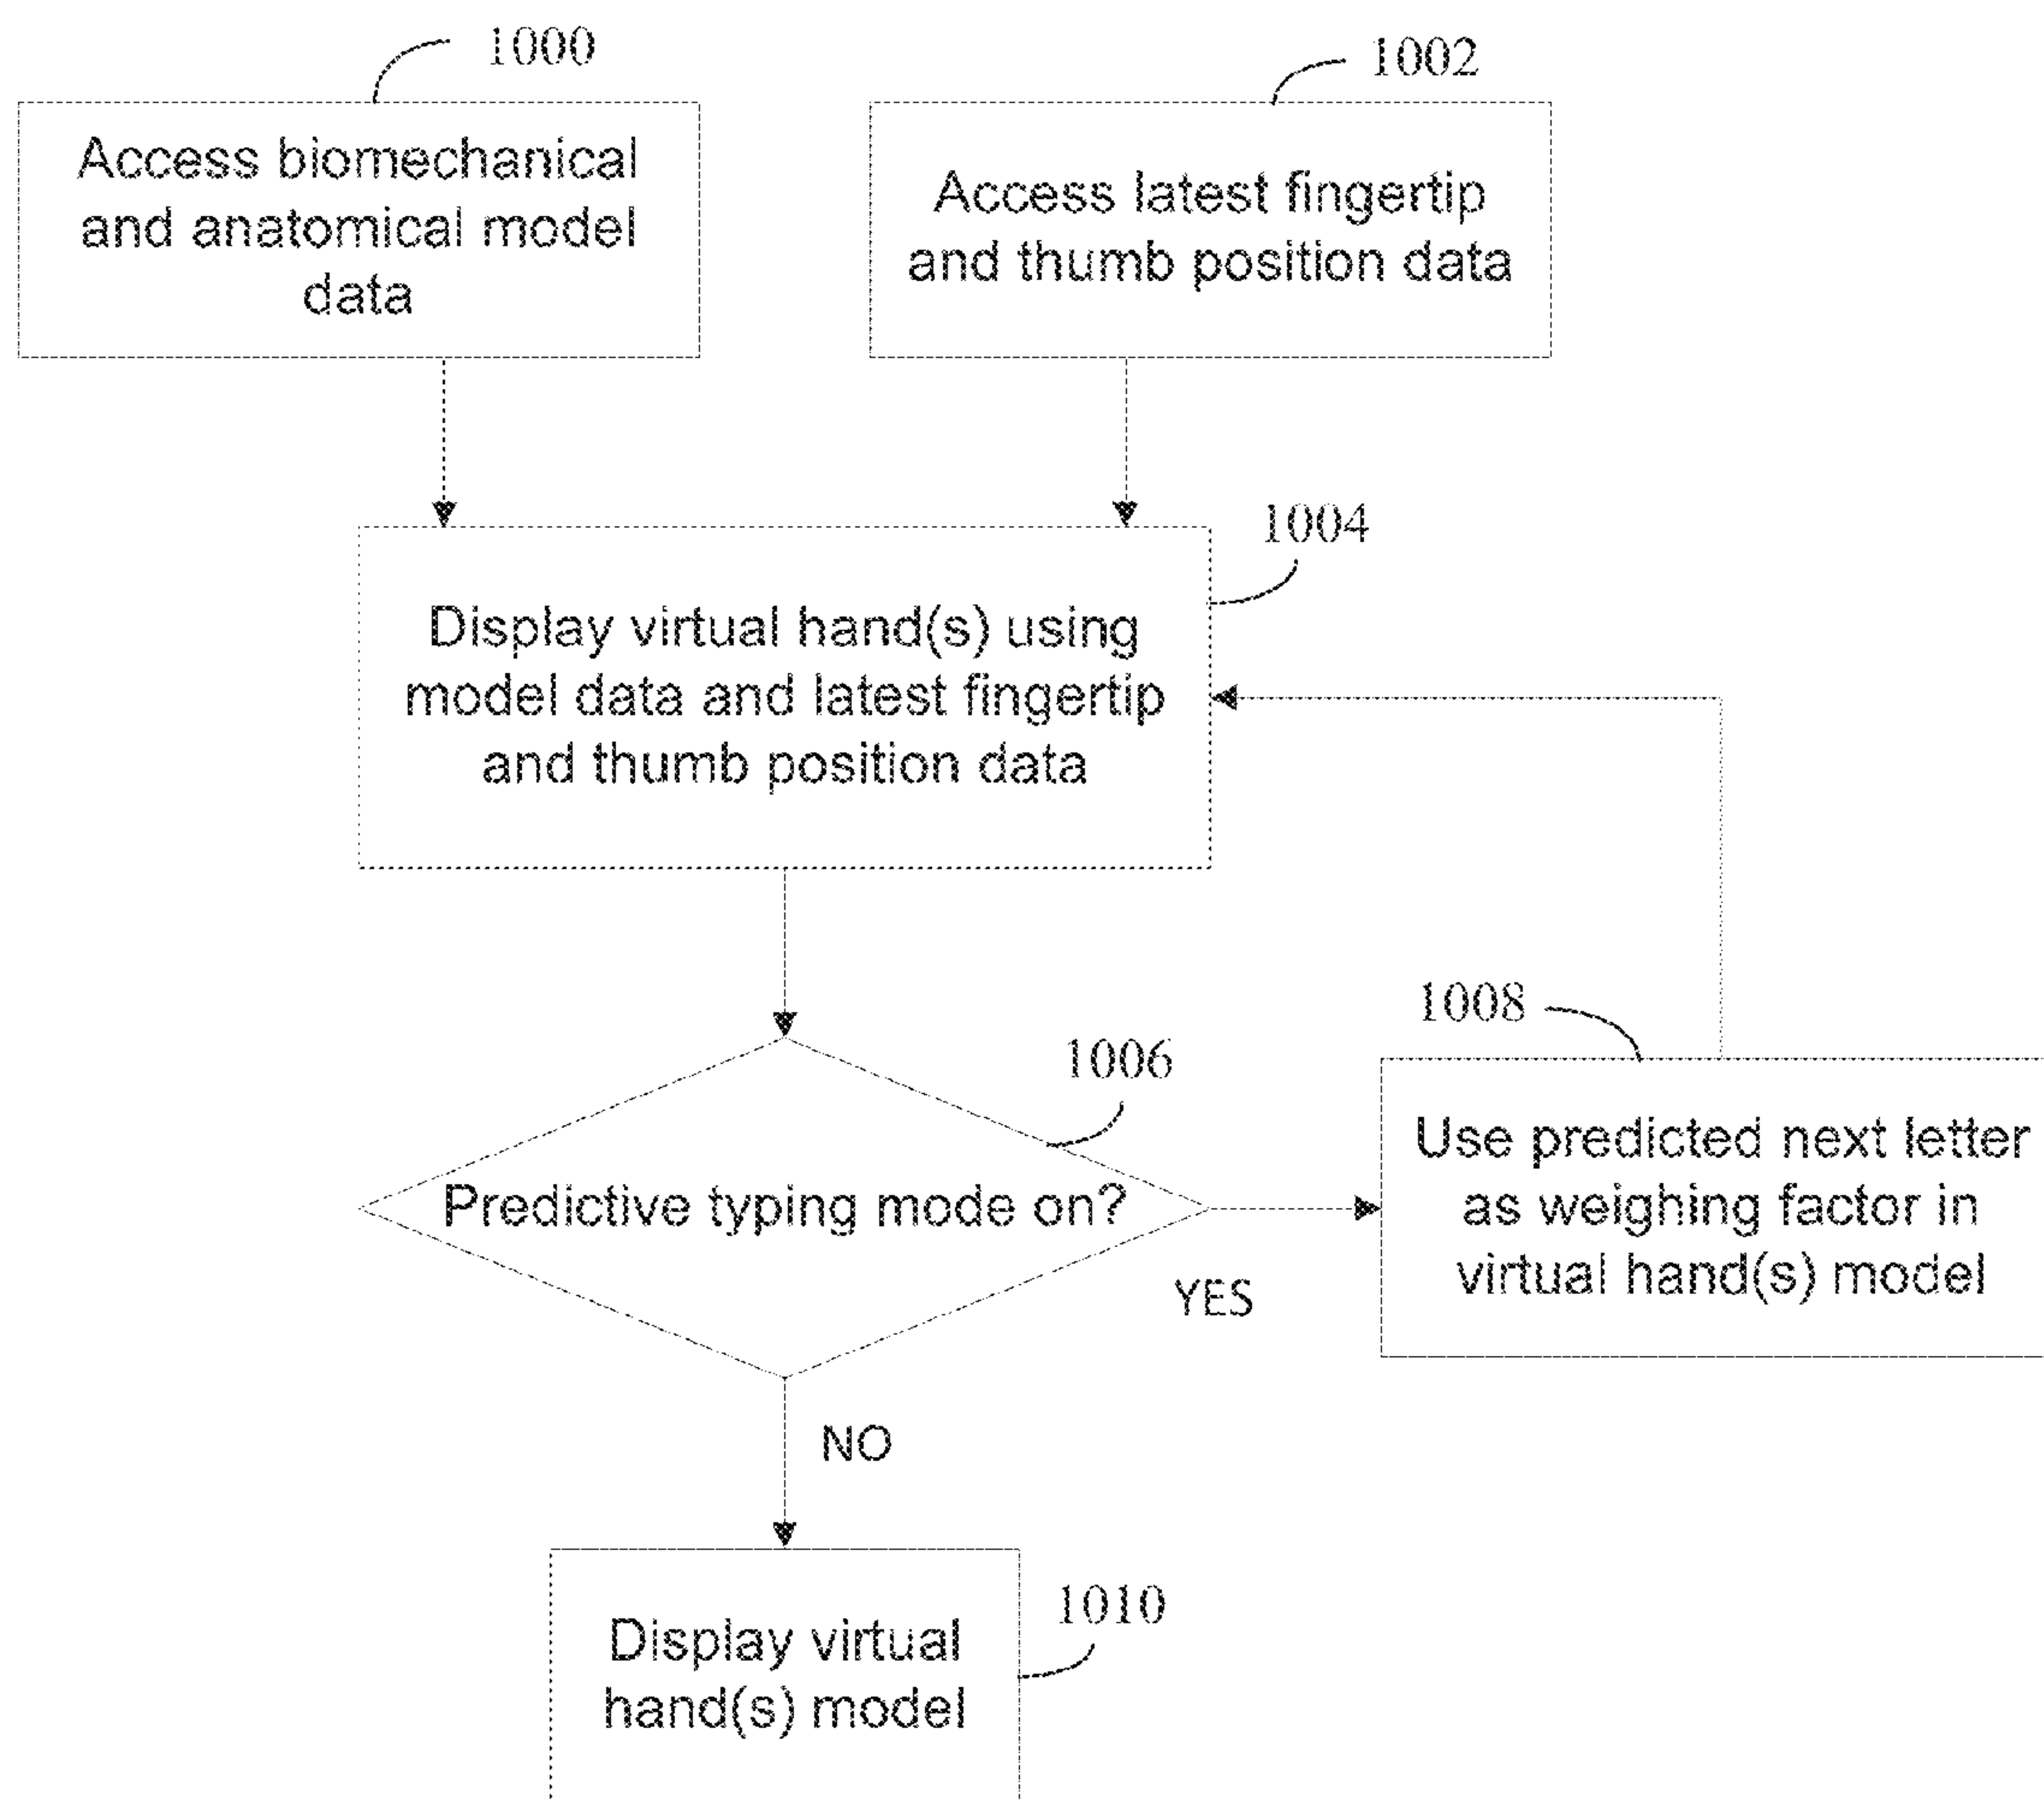 1000
1002
Access biomechanical
and anatomical model
data
Access latest fingertip
and thumb position data
1004
Display virtual hand(s) using
model data and latest fingertip
and thumb position data
1006
1008
Predictive typing mode on?
Use predicted next letter
as weighing factor in
virtual hand(s) model
YES
NO
1010
Display virtual
hand(s) model